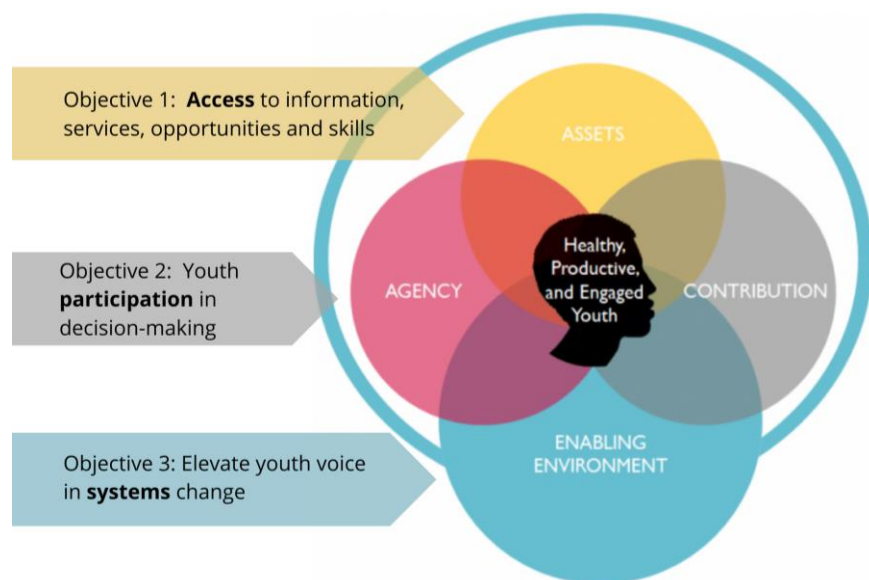 Objective 1:  Access to information,
services, opportunities and skills
ASSETS
Objective 2:  Youth
participation in
decision-making
AGENCY
Healthy,
Productive,
and Engaged
Youth
CONTRIBUTION
Objective 3: Elevate youth voice
in systems change
ENABLING
ENVIRONMENT